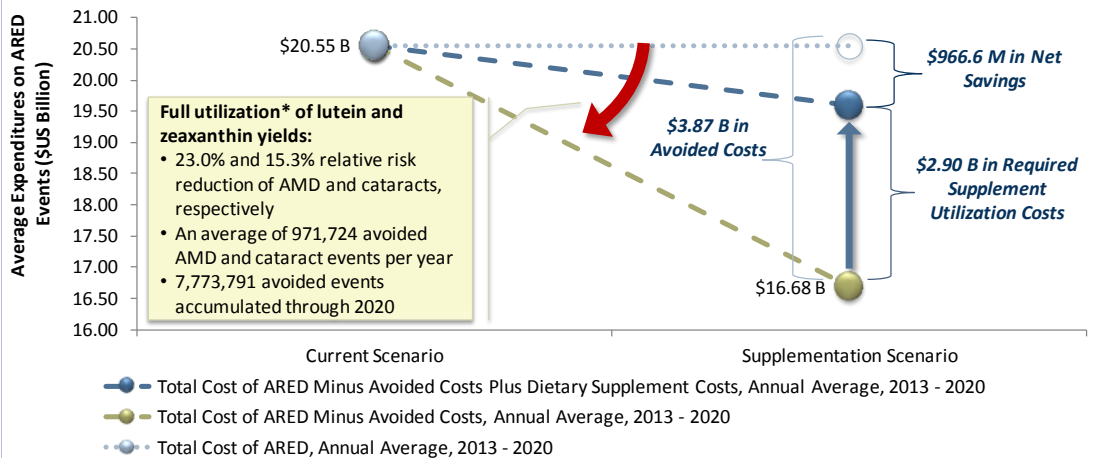 Average Expenditures on ARED
Events ($US Billion)
21.00
20.50
20.00
19.50
19.00
18.50
18.00
17.50
17.00
16.50
16.00
$20.55 B
Full utilization* of lutein and
zeaxanthin yields:
• 23.0% and 15.3% relative risk
reduction of AMD and cataracts,
respectively
• An average of 971,724 avoided
AMD and cataract events per year
• 7,773,791 avoided events
accumulated through 2020
$3.87 B in
Avoided Costs
$966.6 M in Net
Savings
$2.90 B in Required
Supplement
Utilization Costs
$16.68 B
Current Scenario
Supplementation Scenario
Total Cost of ARED Minus Avoided Costs Plus Dietary Supplement Costs, Annual Average, 2013 - 2020
Total Cost of ARED Minus Avoided Costs, Annual Average, 2013 - 2020
Total Cost of ARED, Annual Average, 2013 - 2020